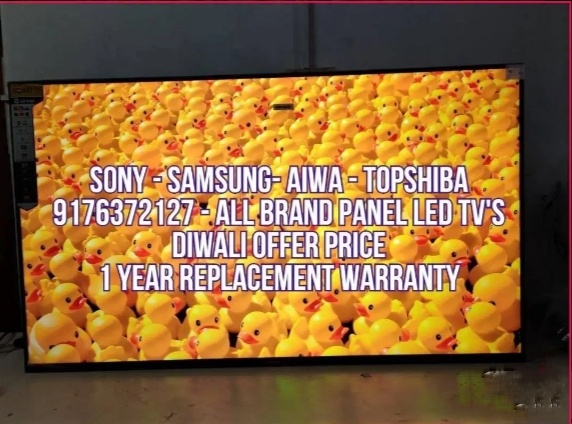 SONY - SAMSUNG- AIWA - TOPSHIBA
9176372127 - ALL BRAND PANEL LED TV'S
DIWALI OFFER PRICE
1 YEAR REPLACEMENT WARRANTY